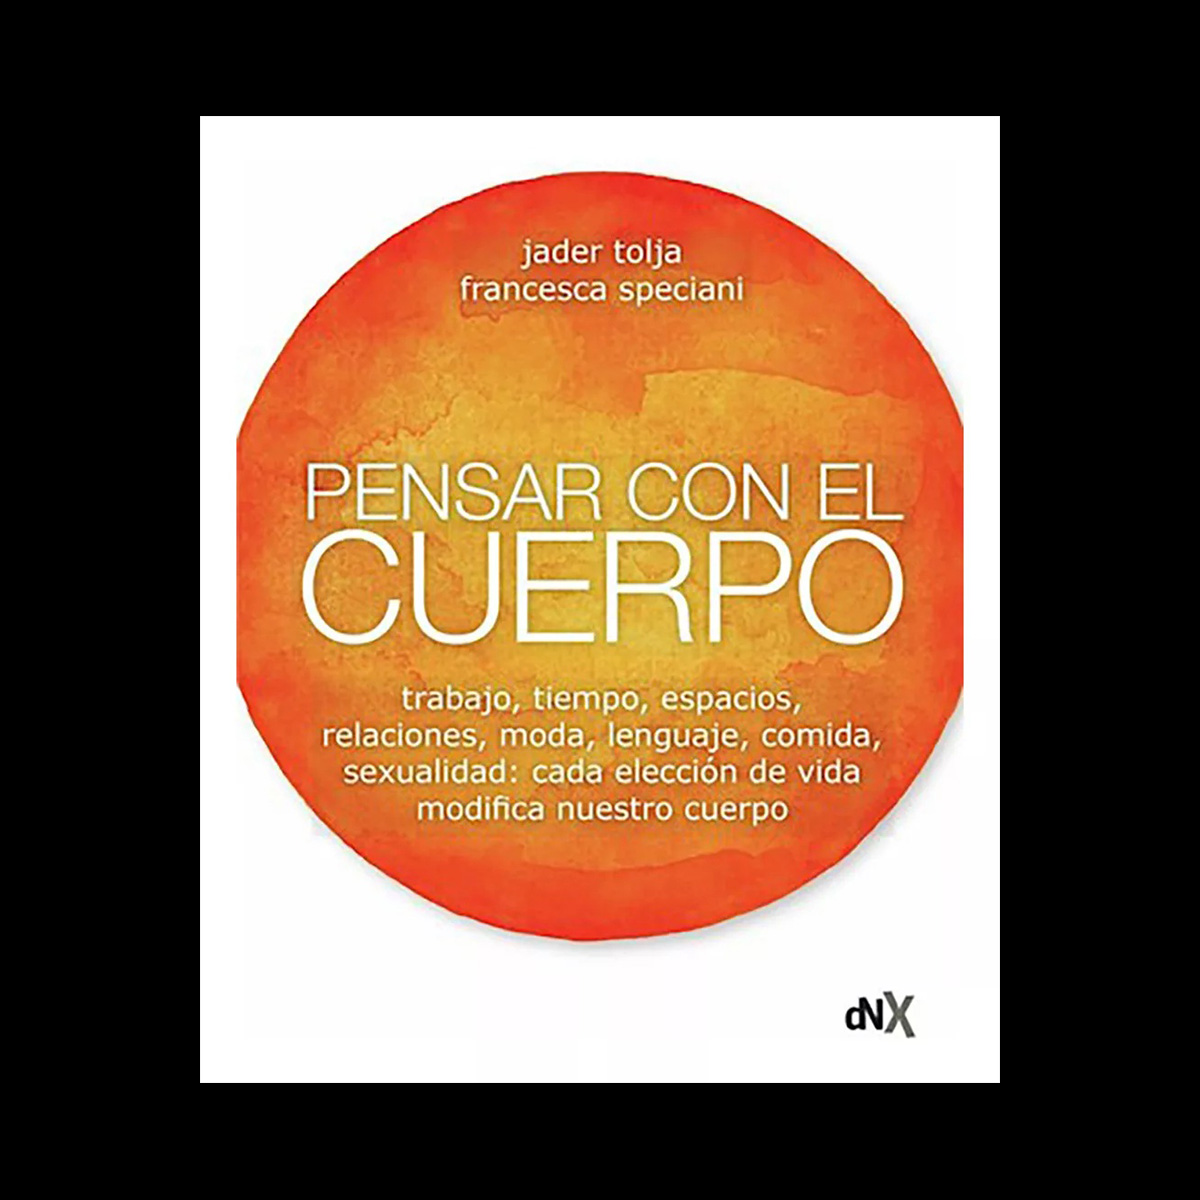 jader tolja
francesca speciani
PENSAR CON EL
CUERPO
trabajo, tiempo, espacios,
relaciones, moda, lenguaje, comida,
sexualidad: cada elección de vida
modifica nuestro cuerpo
dNX